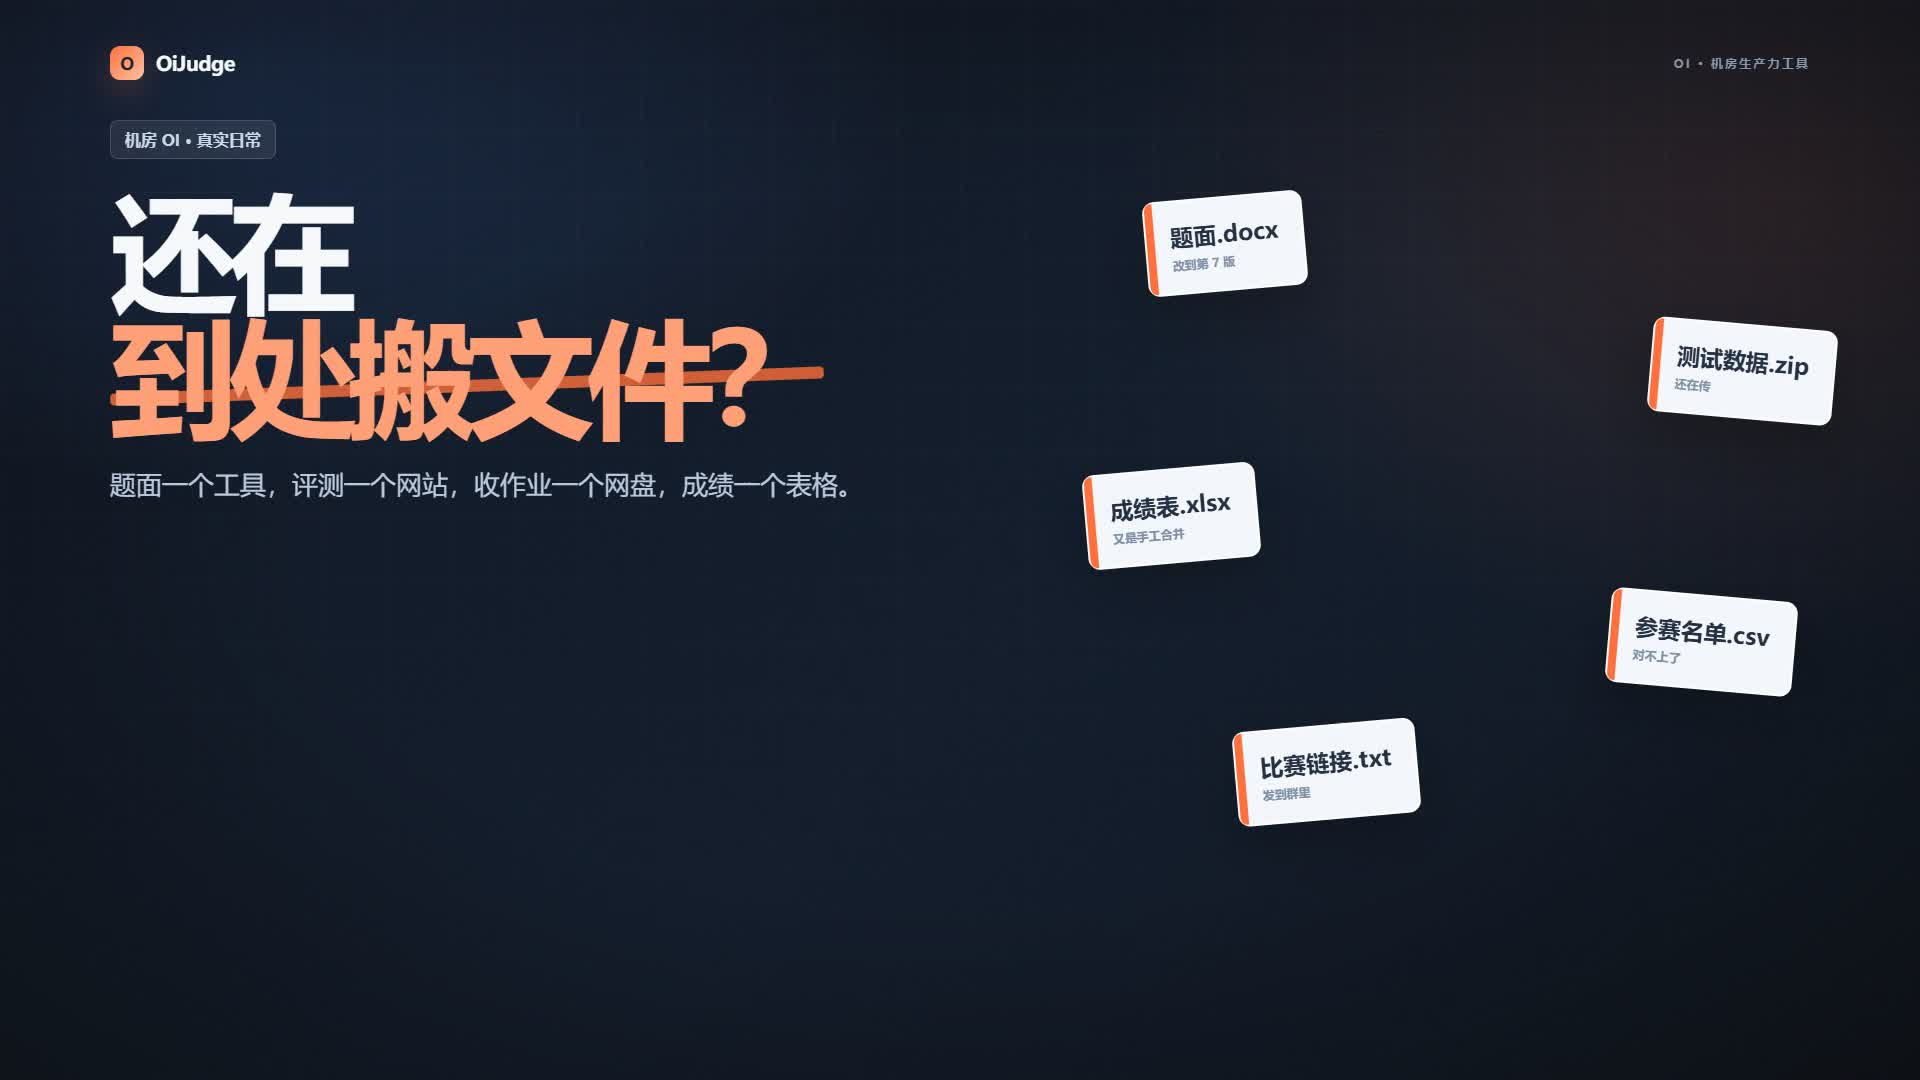 O OiJudge
OI • 机房生产力工具
机房 OI • 真实日常
还在
到处搬文件?
题面一个工具，评测一个网站，收作业一个网盘，成绩一个表格。
题面.docx
改到第 7 版
测试数据.zip
还在传
成绩表.xlsx
又是手工合并
参赛名单.csv
对不上了
比赛链接.txt
发到群里